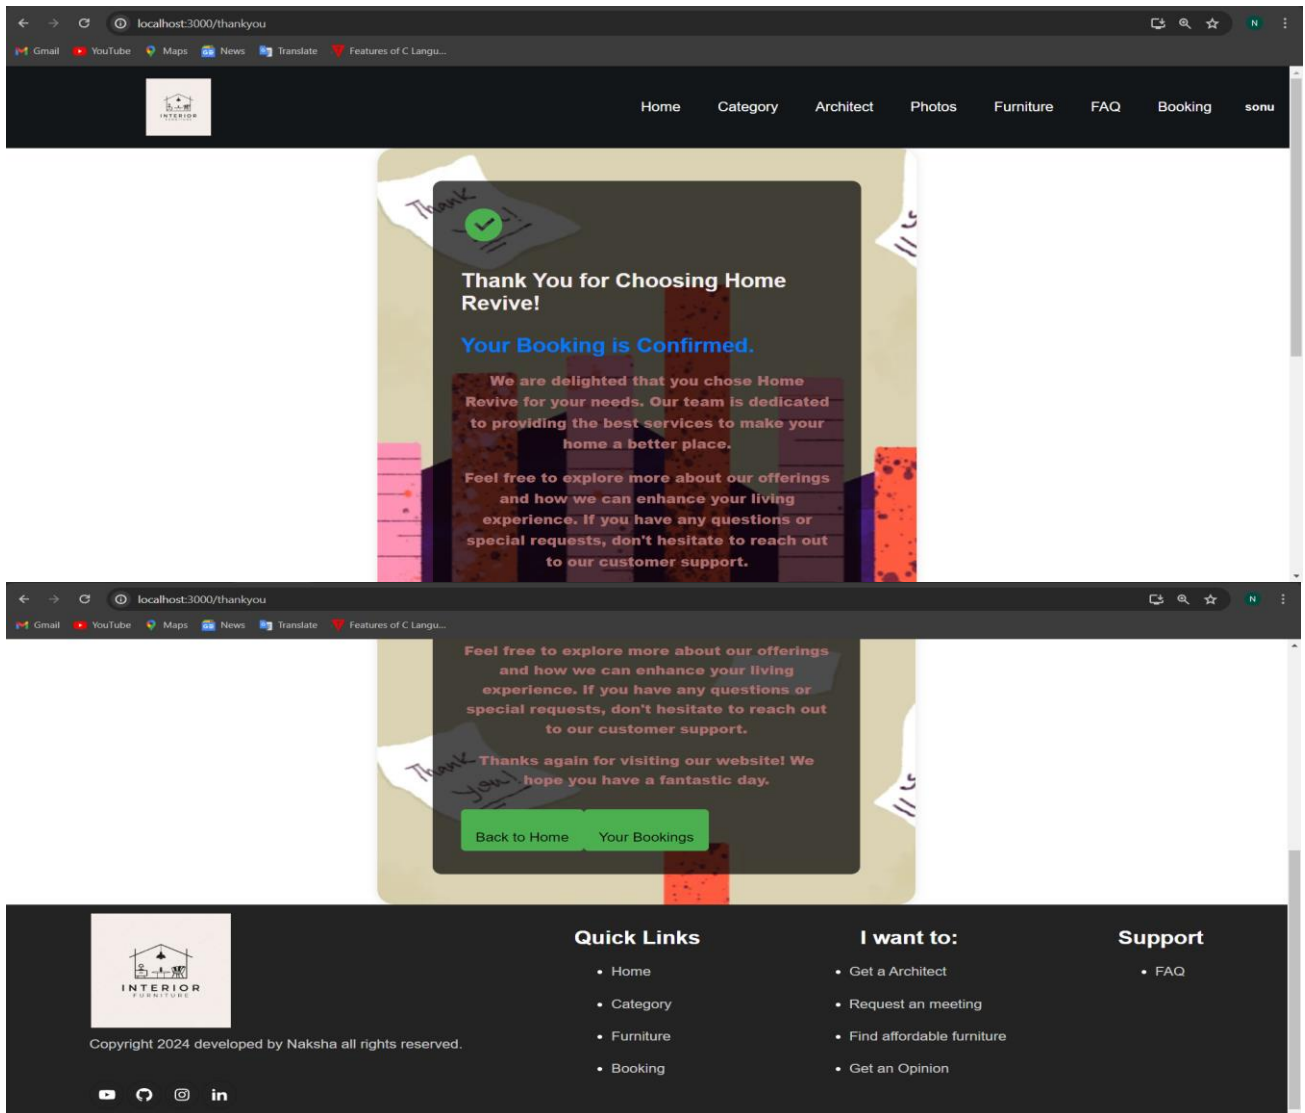 localhost:3000/thankyou
Gmail YouTube Maps News Translate Features of C Langu...
INTERIOR
FURNITURE
Home Category Architect Photos Furniture FAQ Booking sonu
N
Thank
You!
Thank You for Choosing Home
Revive!
Your Booking is Confirmed.
We are delighted that you chose Home
Revive for your needs. Our team is dedicated
to providing the best services to make your
home a better place.
Feel free to explore more about our offerings
and how we can enhance your living
experience. If you have any questions or
special requests, don't hesitate to reach out
to our customer support.
localhost:3000/thankyou
N
Gmail YouTube Maps News Translate Features of C Langu...
Feel free to explore more about our offerings
and how we can enhance your living
experience. If you have any questions or
special requests, don't hesitate to reach out
to our customer support.
Thank
You!
Thanks again for visiting our website! We
hope you have a fantastic day.
Back to Home Your Bookings
INTERIOR
FURNITURE
Copyright 2024 developed by Naksha all rights reserved.
Quick Links
• Home
• Category
• Furniture
• Booking
I want to:
• Get a Architect
• Request an meeting
• Find affordable furniture
• Get an Opinion
Support
• FAQ